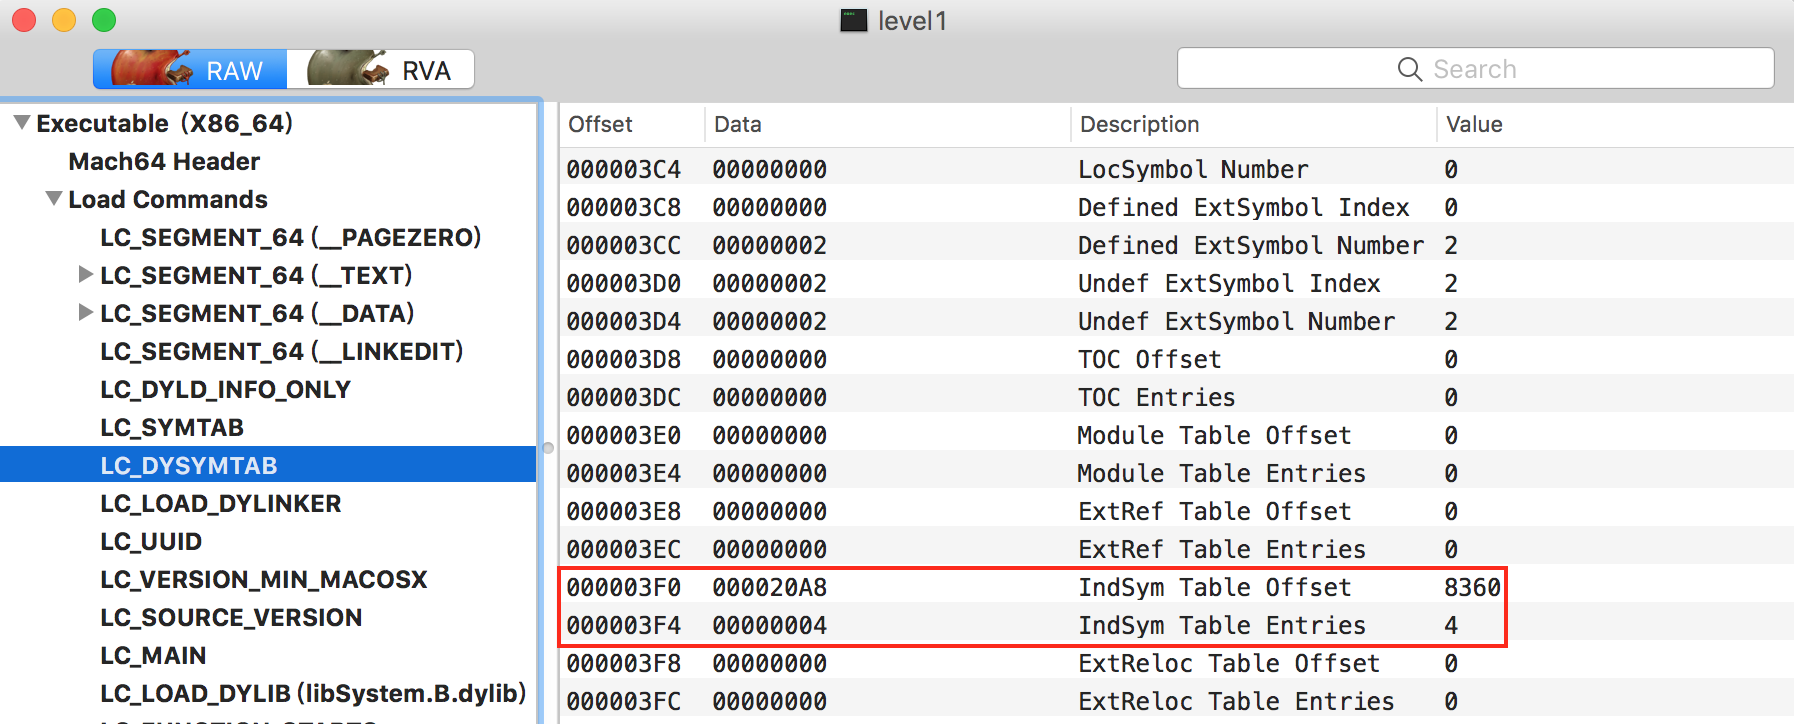 level1
RAW RVA Search
Executable (X86_64)
Mach64 Header
Load Commands
LC_SEGMENT_64 (__PAGEZERO)
LC_SEGMENT_64 (__TEXT)
LC_SEGMENT_64 (__DATA)
LC_SEGMENT_64 (__LINKEDIT)
LC_DYLD_INFO_ONLY
LC_SYMTAB
LC_DYSYMTAB
LC_LOAD_DYLINKER
LC_UUID
LC_VERSION_MIN_MACOSX
LC_SOURCE_VERSION
LC_MAIN
LC_LOAD_DYLIB (libSystem.B.dylib)
LC_FUNCTION_STARTS
Offset Data Description Value
000003C4 00000000 LocSymbol Number 0
000003C8 00000000 Defined ExtSymbol Index 0
000003CC 00000002 Defined ExtSymbol Number 2
000003D0 00000002 Undef ExtSymbol Index 2
000003D4 00000002 Undef ExtSymbol Number 2
000003D8 00000000 TOC Offset 0
000003DC 00000000 TOC Entries 0
000003E0 00000000 Module Table Offset 0
000003E4 00000000 Module Table Entries 0
000003E8 00000000 ExtRef Table Offset 0
000003EC 00000000 ExtRef Table Entries 0
000003F0 000020A8 IndSym Table Offset 8360
000003F4 00000004 IndSym Table Entries 4
000003F8 00000000 ExtReloc Table Offset 0
000003FC 00000000 ExtReloc Table Entries 0